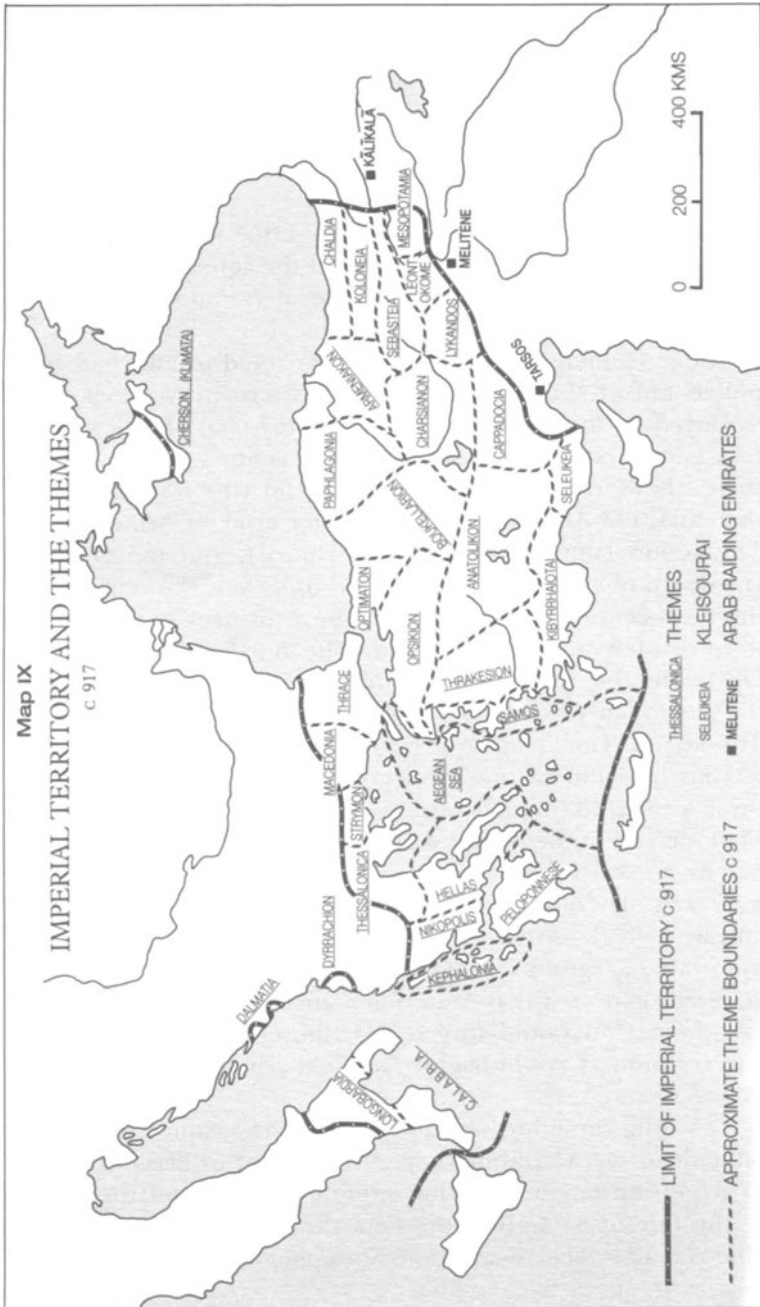 Map IX
IMPERIAL TERRITORY AND THE THEMES
c 917
CHERSON (KLIMATA)
DALMATIA
DYRRACHION
THESSALONICA
STRYMON
MACEDONIA
THRACE
LONGOBARDIA
CALABRIA
KEPHALONIA
NIKOPOLIS
HELLAS
PELOPONNESE
AEGEAN
SEA
SAMOS
OPTIMATON
OPSIKION
THRAKESION
KIBYRRHAIOTAI
BOUKELLARION
ANATOLIKON
PAPHLAGONIA
ARMENIAKON
CHARSIANON
CAPPADOCIA
SELEUKEIA
CHALDIA
KOLONEIA
SEBASTEIA
LEONT
OKOME
LYKANDOS
MESOPOTAMIA
KĀLĪKALĀ
MELITENE
TARSOS
LIMIT OF IMPERIAL TERRITORY c 917
APPROXIMATE THEME BOUNDARIES c 917
THESSALONICA THEMES
SELEUKEIA KLEISOURAI
MELITENE ARAB RAIDING EMIRATES
0 200 400 KMS